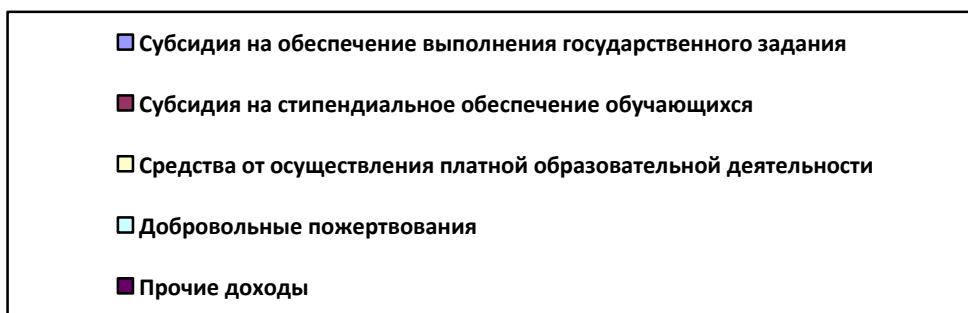 Субсидия на обеспечение выполнения государственного задания
Субсидия на стипендиальное обеспечение обучающихся
Средства от осуществления платной образовательной деятельности
Добровольные пожертвования
Прочие доходы